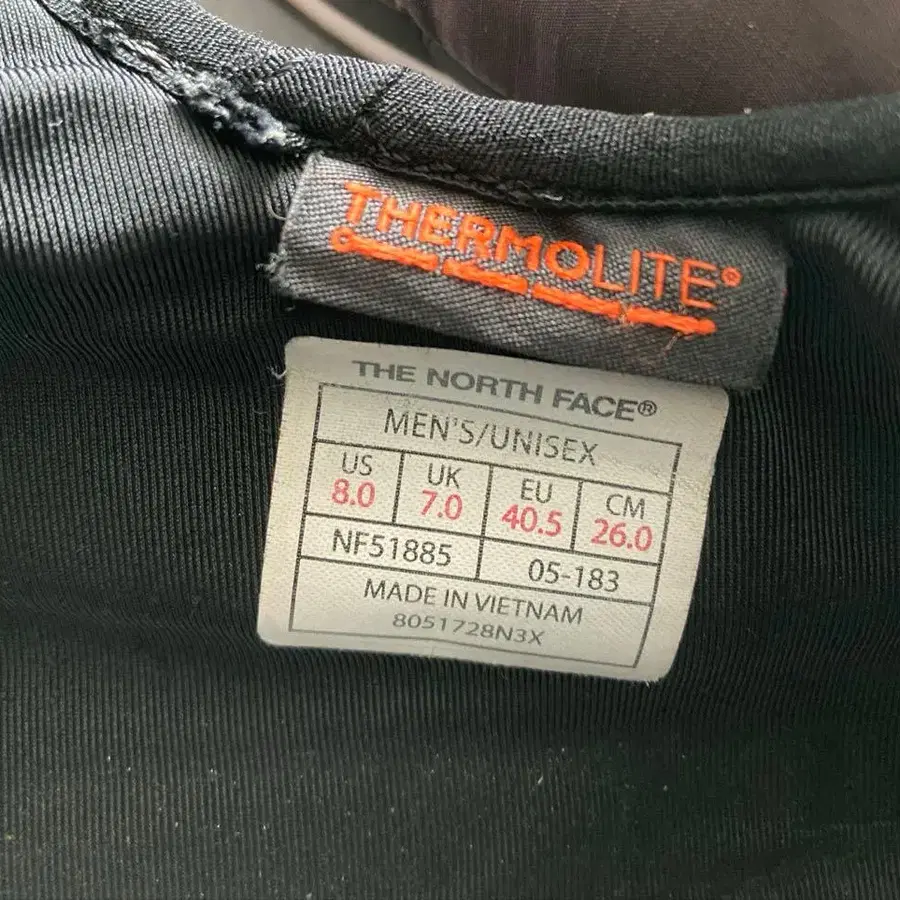 THERMOLITE®
THE NORTH FACE®
MEN'S/UNISEX
US UK EU CM
8.0 7.0 40.5 26.0
NF51885 05-183
MADE IN VIETNAM
8051728N3X